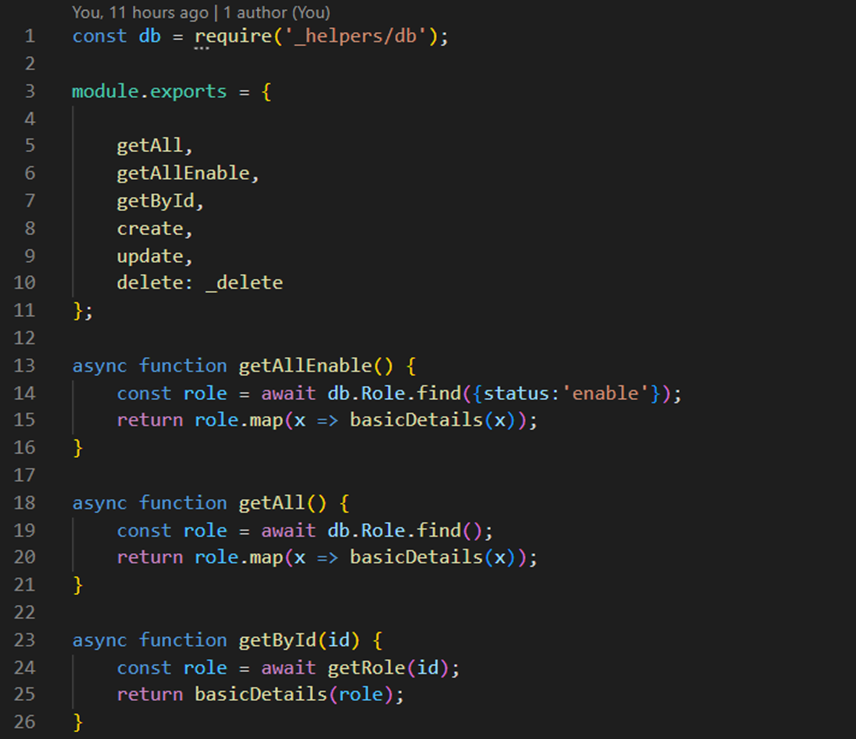 You, 11 hours ago | 1 author (You)
1 const db = require('_helpers/db');
2
3 module.exports = {
4
5     getAll,
6     getAllEnable,
7     getById,
8     create,
9     update,
10     delete: _delete
11 };
12
13 async function getAllEnable() {
14     const role = await db.Role.find({status:'enable'});
15     return role.map(x => basicDetails(x));
16 }
17
18 async function getAll() {
19     const role = await db.Role.find();
20     return role.map(x => basicDetails(x));
21 }
22
23 async function getById(id) {
24     const role = await getRole(id);
25     return basicDetails(role);
26 }